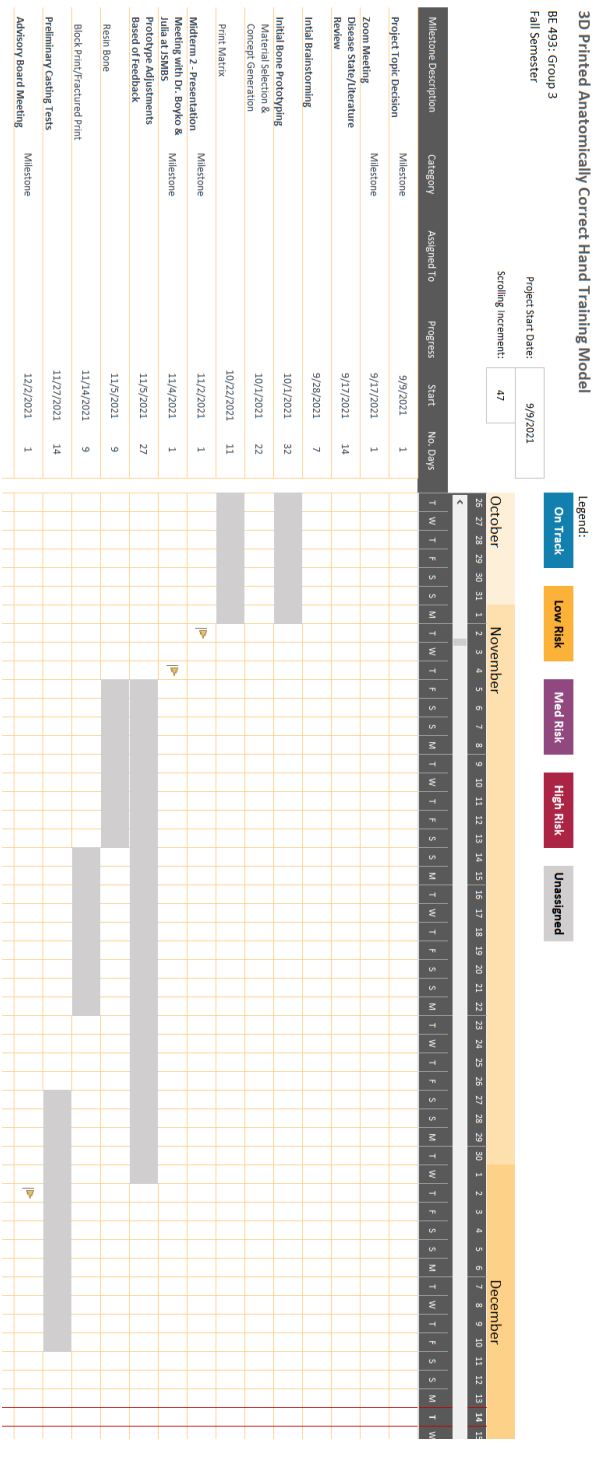 3D Printed Anatomically Correct Hand Training Model
BE 493: Group 3
Fall Semester
Project Start Date: 9/9/2021
Scrolling Increment: 47
Legend:
On Track Low Risk Med Risk High Risk Unassigned
October November December
26 27 28 29 30 31 1 2 3 4 5 6 7 8 9 10 11 12 13 14 15 16 17 18 19 20 21 22 23 24 25 26 27 28 29 30 1 2 3 4 5 6 7 8 9 10 11 12 13 14 15
Milestone Description Category Assigned To Progress Start No. Days T W T F S S M T W T F S S M T W T F S S M T W T F S S M T W T F S S M T W T F S S M T W T F S S M T W
Project Topic Decision Milestone 9/9/2021 1
Zoom Meeting Milestone 9/17/2021 1
Disease State/Literature
Review 9/17/2021 14
Intial Brainstorming 9/28/2021 7
Initial Bone Prototyping 10/1/2021 32
Material Selection &
Concept Generation 10/1/2021 22
Print Matrix 10/22/2021 11
Midterm 2 - Presentation Milestone 11/2/2021 1
Meeting with Dr. Boyko &
Julia at JSMBS Milestone 11/4/2021 1
Prototype Adjustments
Based of Feedback 11/5/2021 27
Resin Bone 11/5/2021 9
Block Print/Fractured Print 11/14/2021 9
Preliminary Casting Tests 11/27/2021 14
Advisory Board Meeting Milestone 12/2/2021 1